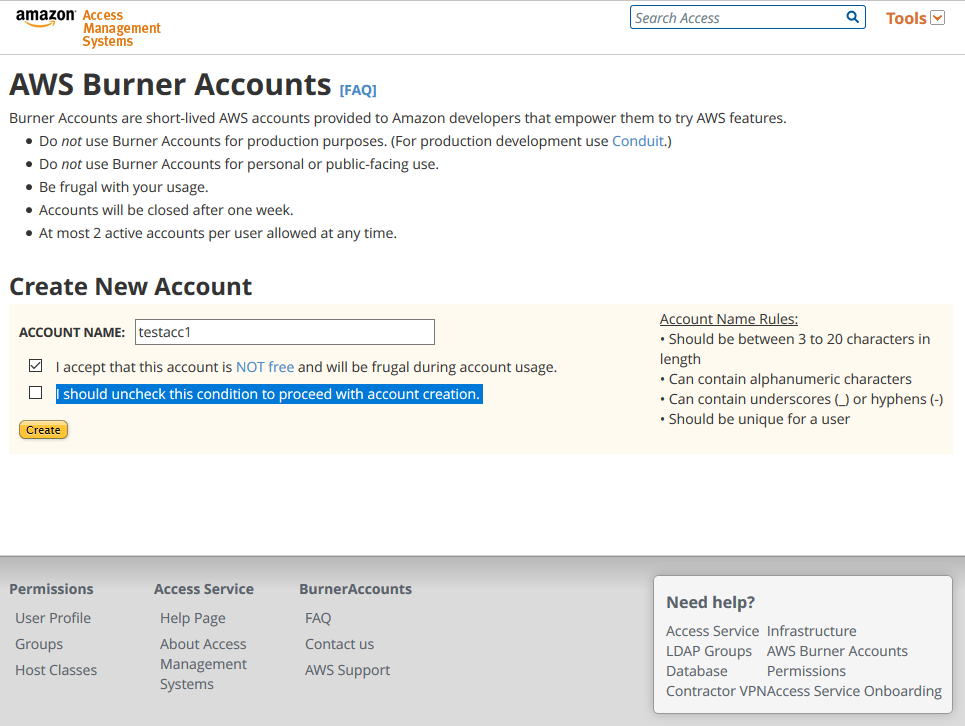 amazon Access
Management
Systems
Search Access
Tools
AWS Burner Accounts [FAQ]
Burner Accounts are short-lived AWS accounts provided to Amazon developers that empower them to try AWS features.
• Do not use Burner Accounts for production purposes. (For production development use Conduit.)
• Do not use Burner Accounts for personal or public-facing use.
• Be frugal with your usage.
• Accounts will be closed after one week.
• At most 2 active accounts per user allowed at any time.
Create New Account
ACCOUNT NAME: testacc1
I accept that this account is NOT free and will be frugal during account usage.
I should uncheck this condition to proceed with account creation.
Create
Account Name Rules:
• Should be between 3 to 20 characters in
length
• Can contain alphanumeric characters
• Can contain underscores (_) or hyphens (-)
• Should be unique for a user
Permissions
User Profile
Groups
Host Classes
Access Service
Help Page
About Access
Management
Systems
BurnerAccounts
FAQ
Contact us
AWS Support
Need help?
Access Service Infrastructure
LDAP Groups AWS Burner Accounts
Database Permissions
Contractor VPNAccess Service Onboarding